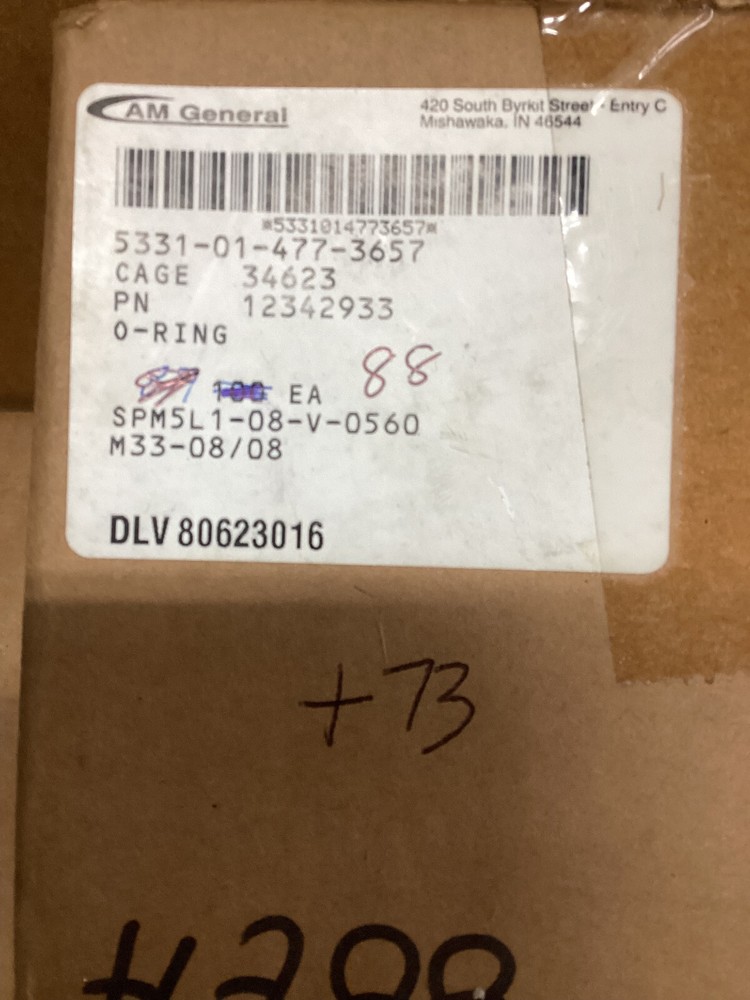 AM General
420 South Byrkit Street - Entry C
Mishawaka, IN 46544
*5331014773657*
5331-01-477-3657
CAGE 34623
PN 12342933
O-RING
EA 88
SPM5L1-08-V-0560
M33-08/08
DLV 80623016
+73